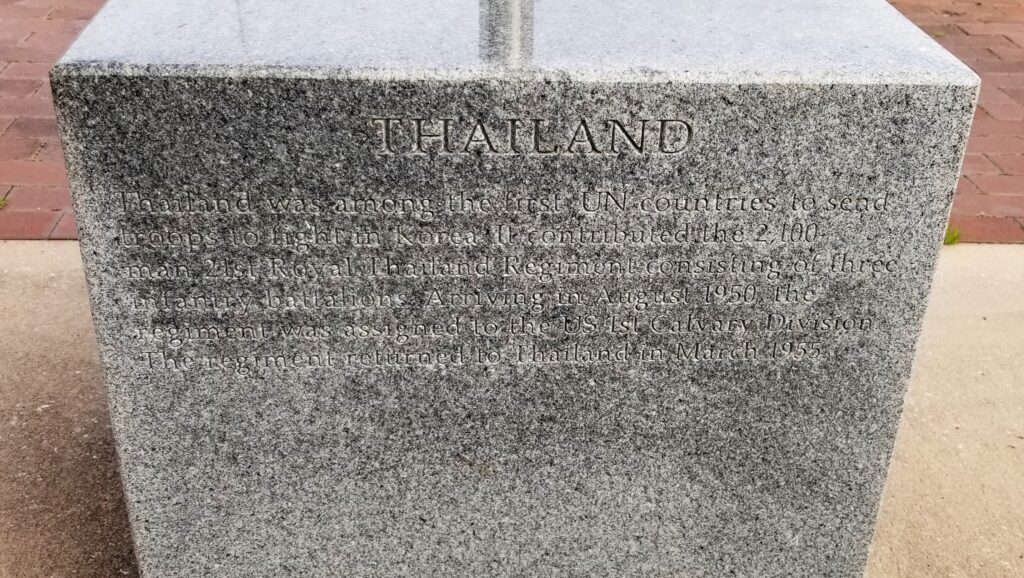 THAILAND
Thailand was among the first UN countries to send
troops to fight in Korea. It contributed the 2,100
man 21st Royal Thailand Regiment consisting of three
infantry battalions. Arriving in August 1950, the
regiment was assigned to the US 1st Calvary Division.
The regiment returned to Thailand in March 1955.